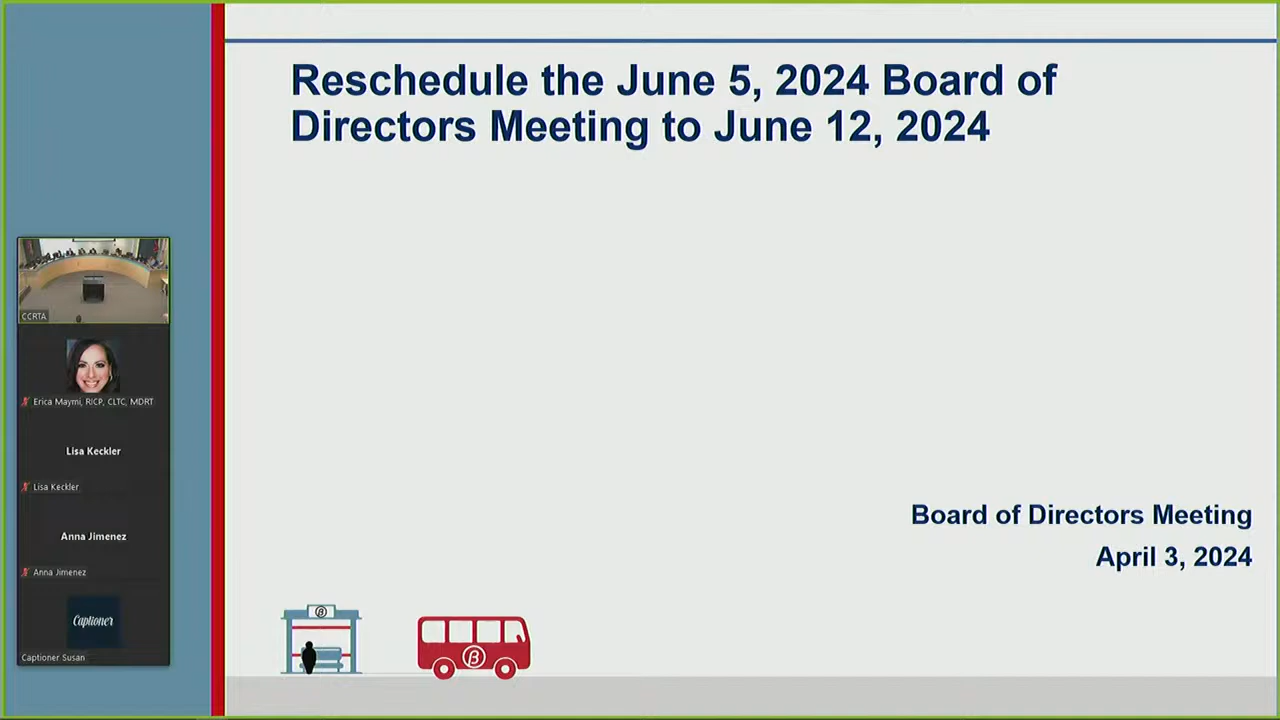 Reschedule the June 5, 2024 Board of
Directors Meeting to June 12, 2024
CCRTA
Erica Maymi, RICP, CLTC, MDRT
Lisa Keckler
Lisa Keckler
Anna Jimenez
Anna Jimenez
Captioner
Captioner Susan
Board of Directors Meeting
April 3, 2024
β
β